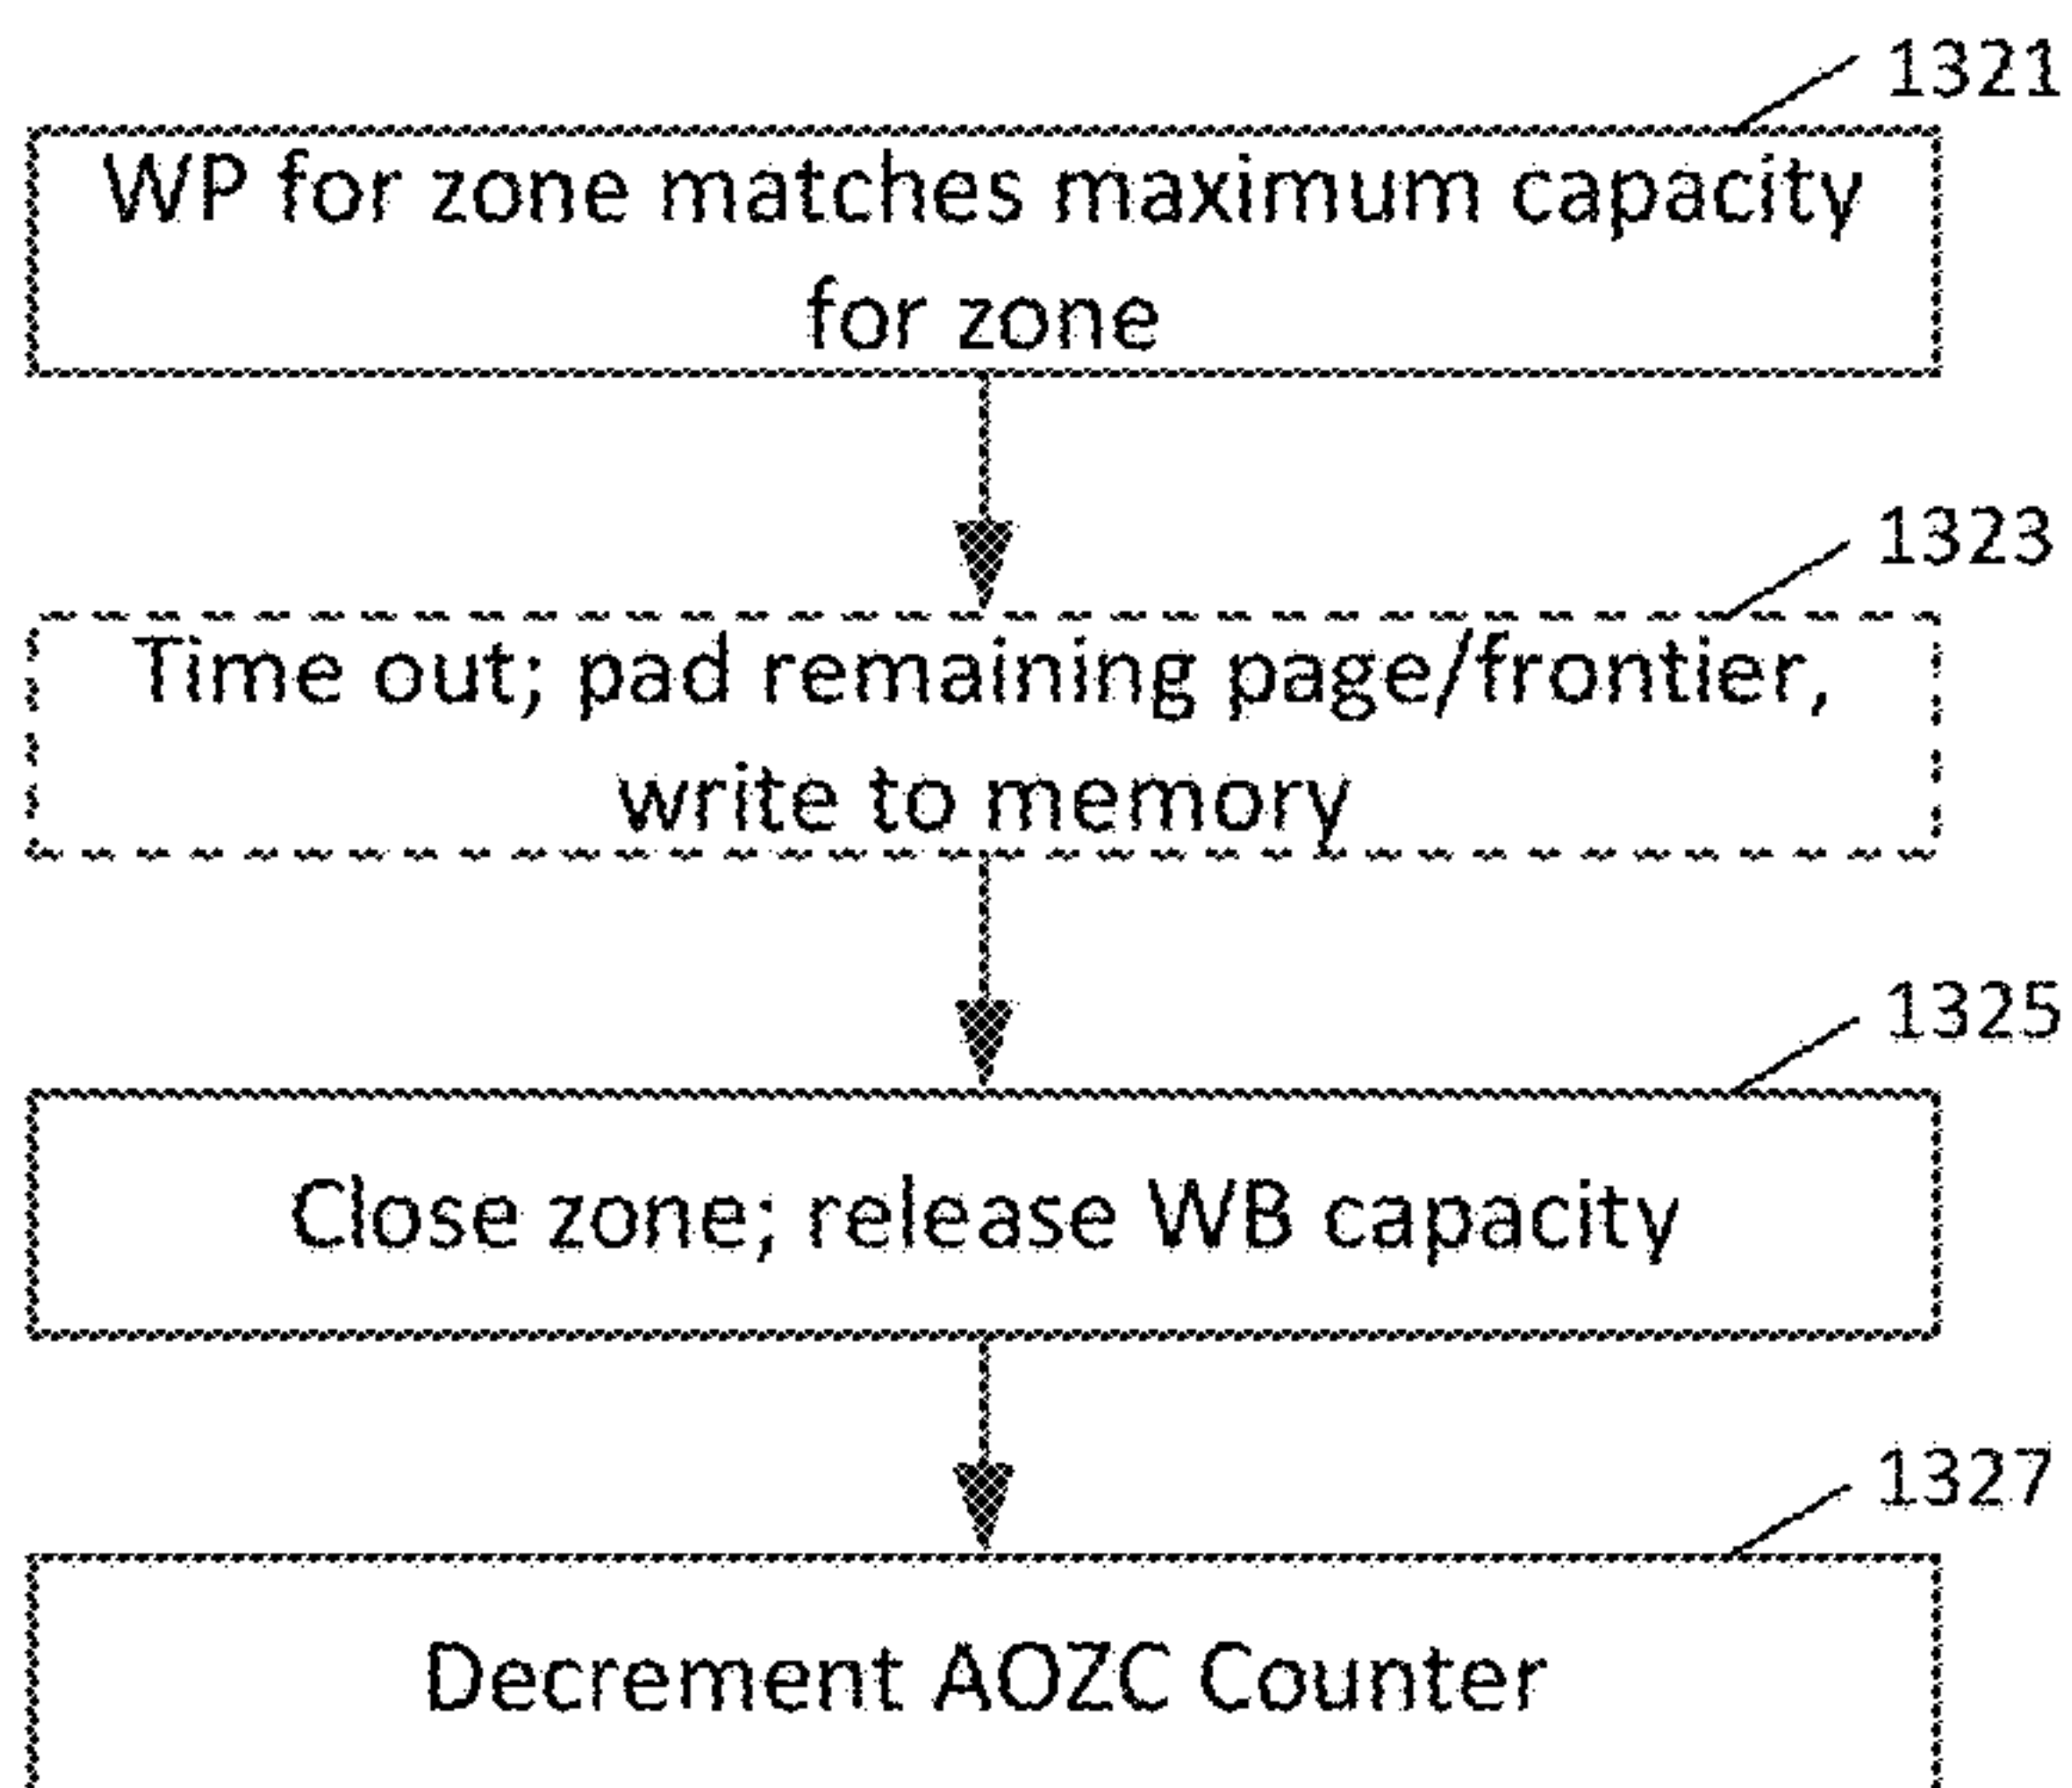 1321
WP for zone matches maximum capacity
for zone
1323
Time out; pad remaining page/frontier,
write to memory
1325
Close zone; release WB capacity
1327
Decrement AOZC Counter